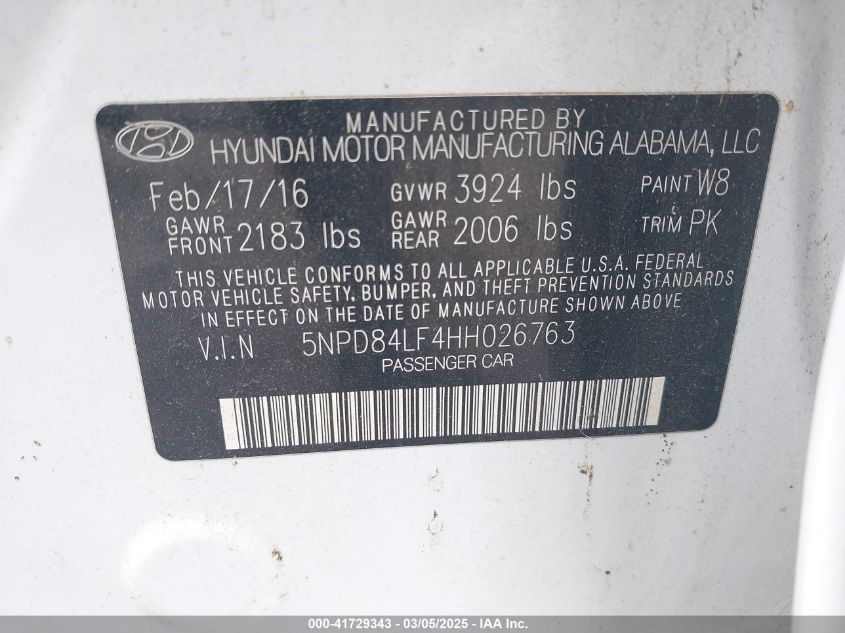 MANUFACTURED BY
HYUNDAI MOTOR MANUFACTURING ALABAMA, LLC
Feb/17/16 GVWR 3924 lbs PAINT W8
GAWR FRONT 2183 lbs GAWR REAR 2006 lbs TRIM PK
THIS VEHICLE CONFORMS TO ALL APPLICABLE U.S.A. FEDERAL
MOTOR VEHICLE SAFETY, BUMPER, AND THEFT PREVENTION STANDARDS
IN EFFECT ON THE DATE OF MANUFACTURE SHOWN ABOVE
V.I.N 5NPD84LF4HH026763
PASSENGER CAR
000-41729343 - 03/05/2025 - IAA Inc.